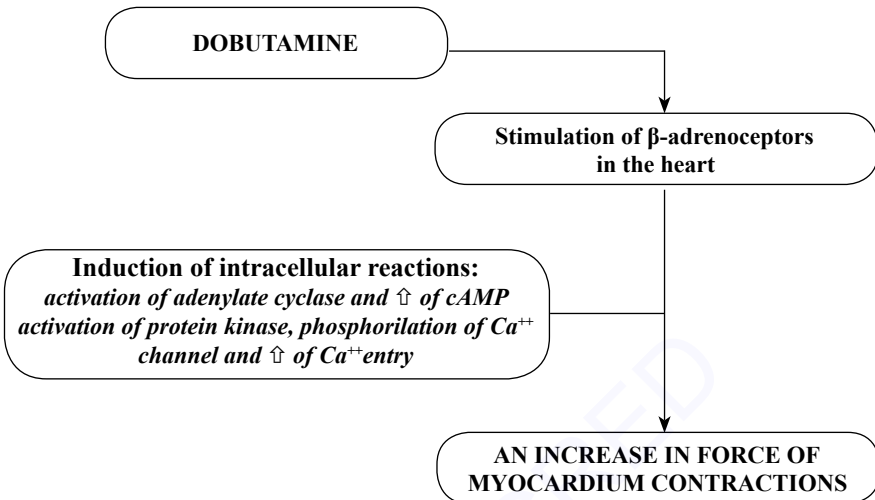 DOBUTAMINE
Stimulation of β-adrenoceptors
in the heart
Induction of intracellular reactions:
activation of adenylate cyclase and ⇧ of cAMP
activation of protein kinase, phosphorilation of Ca⁺⁺
channel and ⇧ of Ca⁺⁺entry
AN INCREASE IN FORCE OF
MYOCARDIUM CONTRACTIONS